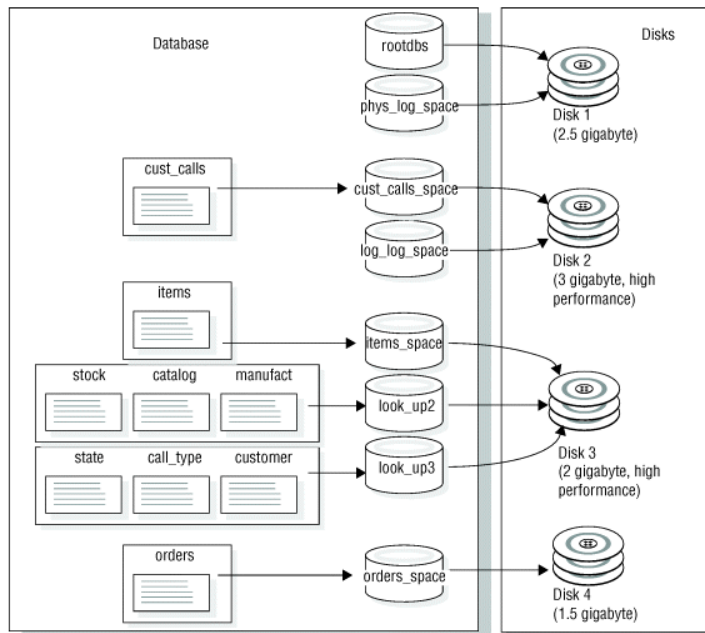 Database
Disks
rootdbs
phys_log_space
Disk 1
(2.5 gigabyte)
cust_calls
cust_calls_space
log_log_space
Disk 2
(3 gigabyte, high
performance)
items
items_space
stock catalog manufact
look_up2
state call_type customer
look_up3
Disk 3
(2 gigabyte, high
performance)
orders
orders_space
Disk 4
(1.5 gigabyte)